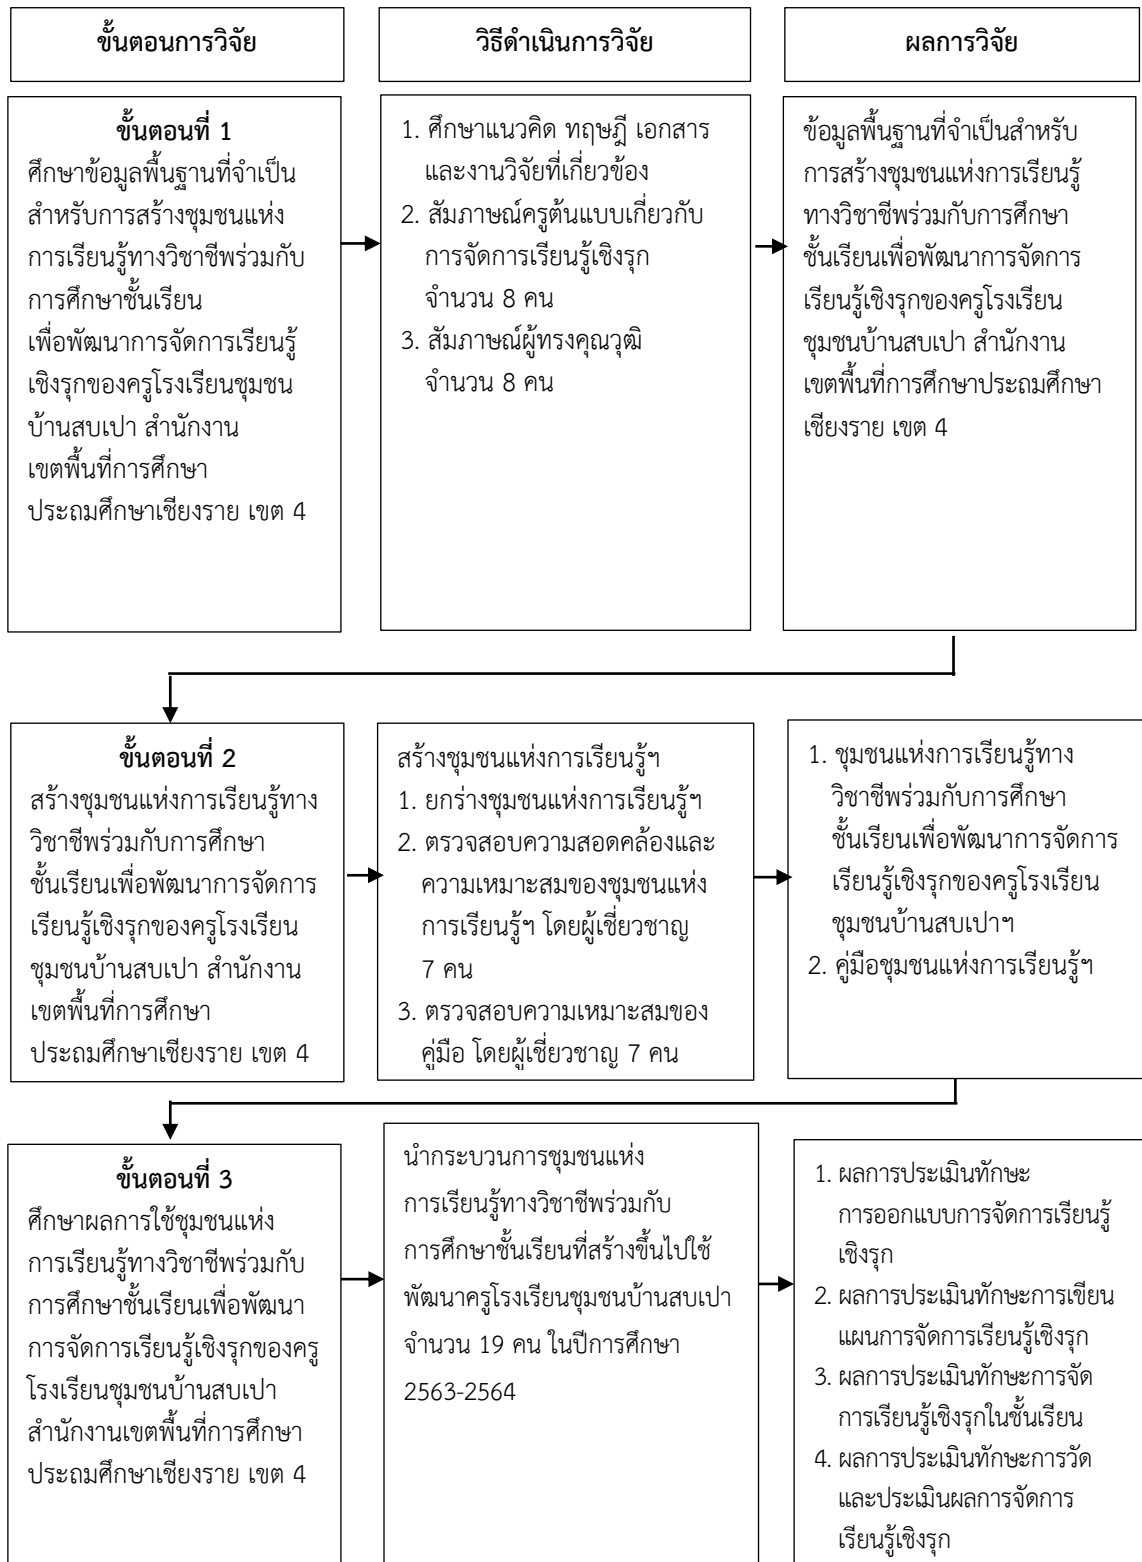 ขั้นตอนการวิจัย
วิธีดำเนินการวิจัย
ผลการวิจัย
ขั้นตอนที่ 1
ศึกษาข้อมูลพื้นฐานที่จำเป็น
สำหรับการสร้างชุมชนแห่ง
การเรียนรู้ทางวิชาชีพร่วมกับ
การศึกษาชั้นเรียน
เพื่อพัฒนาการจัดการเรียนรู้
เชิงรุกของครูโรงเรียนชุมชน
บ้านสบเปา สำนักงาน
เขตพื้นที่การศึกษา
ประถมศึกษาเชียงราย เขต 4
1. ศึกษาแนวคิด ทฤษฎี เอกสาร
และงานวิจัยที่เกี่ยวข้อง
2. สัมภาษณ์ครูต้นแบบเกี่ยวกับ
การจัดการเรียนรู้เชิงรุก
จำนวน 8 คน
3. สัมภาษณ์ผู้ทรงคุณวุฒิ
จำนวน 8 คน
ข้อมูลพื้นฐานที่จำเป็นสำหรับ
การสร้างชุมชนแห่งการเรียนรู้
ทางวิชาชีพร่วมกับการศึกษา
ชั้นเรียนเพื่อพัฒนาการจัดการ
เรียนรู้เชิงรุกของครูโรงเรียน
ชุมชนบ้านสบเปา สำนักงาน
เขตพื้นที่การศึกษาประถมศึกษา
เชียงราย เขต 4
ขั้นตอนที่ 2
สร้างชุมชนแห่งการเรียนรู้ทาง
วิชาชีพร่วมกับการศึกษา
ชั้นเรียนเพื่อพัฒนาการจัดการ
เรียนรู้เชิงรุกของครูโรงเรียน
ชุมชนบ้านสบเปา สำนักงาน
เขตพื้นที่การศึกษา
ประถมศึกษาเชียงราย เขต 4
สร้างชุมชนแห่งการเรียนรู้ฯ
1. ยกร่างชุมชนแห่งการเรียนรู้ฯ
2. ตรวจสอบความสอดคล้องและ
ความเหมาะสมของชุมชนแห่ง
การเรียนรู้ฯ โดยผู้เชี่ยวชาญ
7 คน
3. ตรวจสอบความเหมาะสมของ
คู่มือ โดยผู้เชี่ยวชาญ 7 คน
1. ชุมชนแห่งการเรียนรู้ทาง
วิชาชีพร่วมกับการศึกษา
ชั้นเรียนเพื่อพัฒนาการจัดการ
เรียนรู้เชิงรุกของครูโรงเรียน
ชุมชนบ้านสบเปาฯ
2. คู่มือชุมชนแห่งการเรียนรู้ฯ
ขั้นตอนที่ 3
ศึกษาผลการใช้ชุมชนแห่ง
การเรียนรู้ทางวิชาชีพร่วมกับ
การศึกษาชั้นเรียนเพื่อพัฒนา
การจัดการเรียนรู้เชิงรุกของครู
โรงเรียนชุมชนบ้านสบเปา
สำนักงานเขตพื้นที่การศึกษา
ประถมศึกษาเชียงราย เขต 4
นำกระบวนการชุมชนแห่ง
การเรียนรู้ทางวิชาชีพร่วมกับ
การศึกษาชั้นเรียนที่สร้างขึ้นไปใช้
พัฒนาครูโรงเรียนชุมชนบ้านสบเปา
จำนวน 19 คน ในปีการศึกษา
2563-2564
1. ผลการประเมินทักษะ
การออกแบบการจัดการเรียนรู้
เชิงรุก
2. ผลการประเมินทักษะการเขียน
แผนการจัดการเรียนรู้เชิงรุก
3. ผลการประเมินทักษะการจัด
การเรียนรู้เชิงรุกในชั้นเรียน
4. ผลการประเมินทักษะการวัด
และประเมินผลการจัดการ
เรียนรู้เชิงรุก